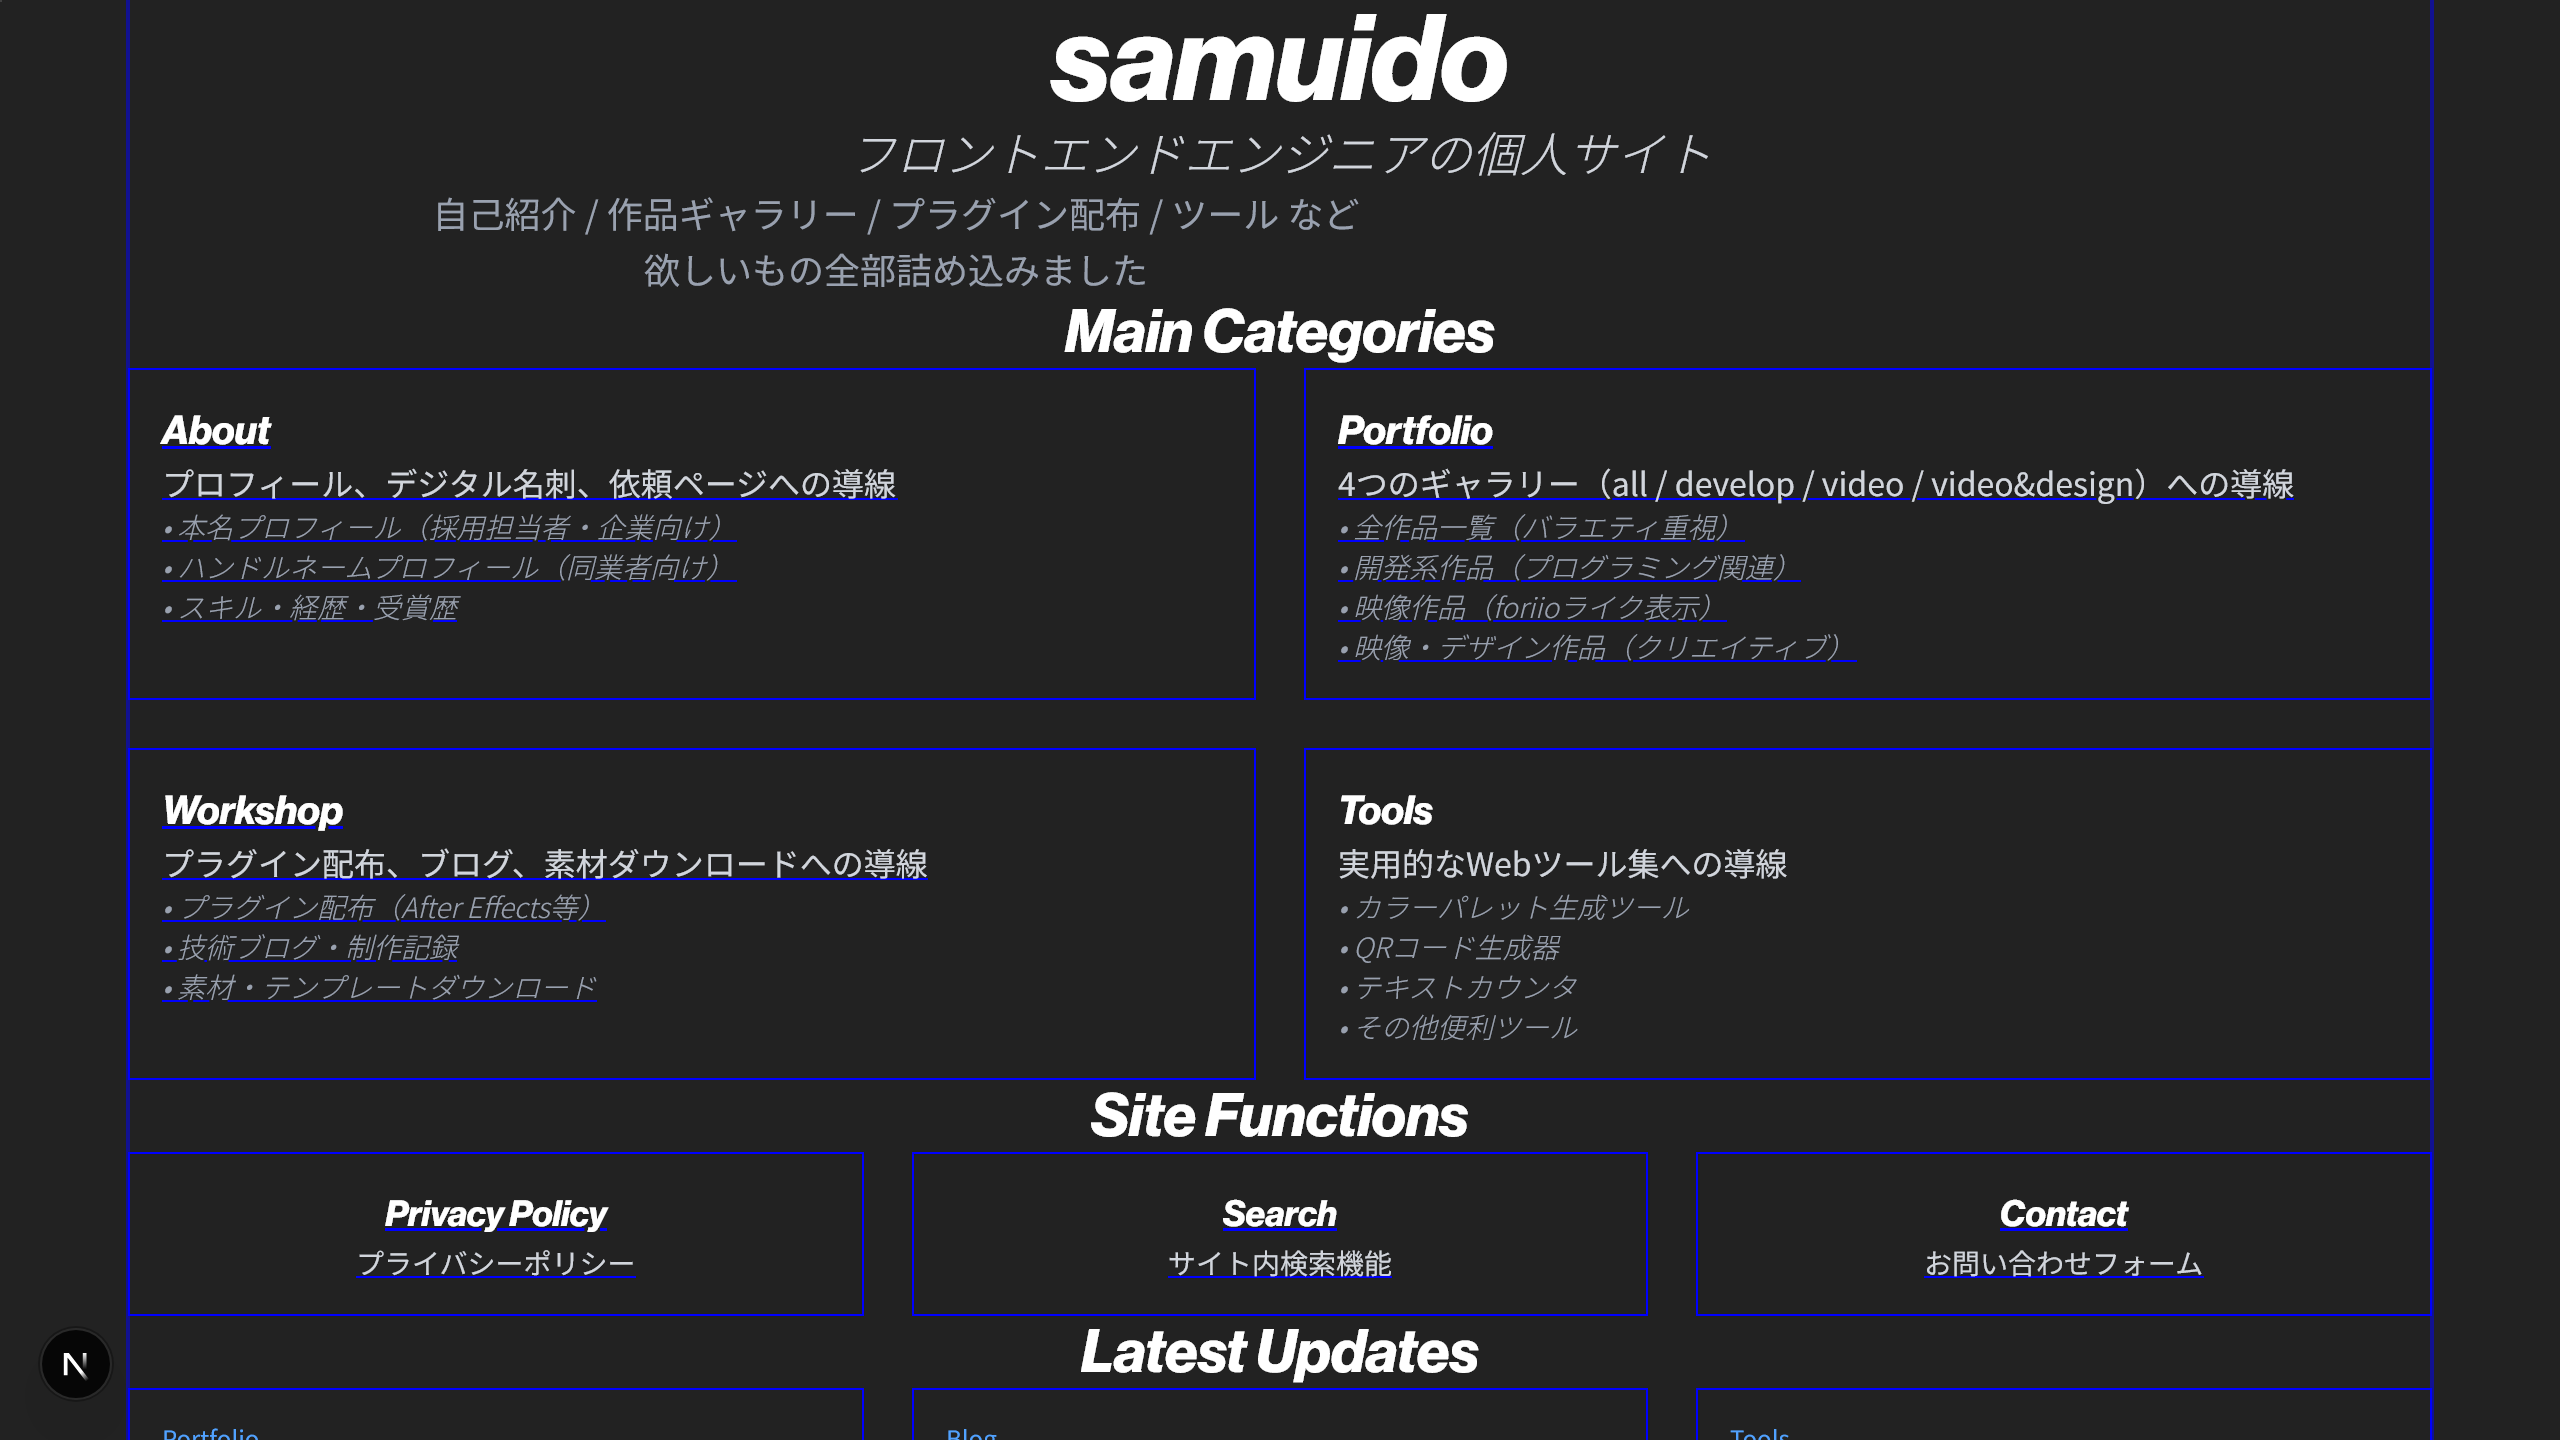 samuido
フロントエンドエンジニアの個人サイト
自己紹介 / 作品ギャラリー / プラグイン配布 / ツール など
欲しいもの全部詰め込みました
Main Categories
About
プロフィール、デジタル名刺、依頼ページへの導線
• 本名プロフィール（採用担当者・企業向け）
• ハンドルネームプロフィール（同業者向け）
• スキル・経歴・受賞歴
Portfolio
4つのギャラリー（all / develop / video / video&design）への導線
• 全作品一覧（バラエティ重視）
• 開発系作品（プログラミング関連）
• 映像作品（foriioライク表示）
• 映像・デザイン作品（クリエイティブ）
Workshop
プラグイン配布、ブログ、素材ダウンロードへの導線
• プラグイン配布（After Effects等）
• 技術ブログ・制作記録
• 素材・テンプレートダウンロード
Tools
実用的なWebツール集への導線
• カラーパレット生成ツール
• QRコード生成器
• テキストカウンタ
• その他便利ツール
Site Functions
Privacy Policy
プライバシーポリシー
Search
サイト内検索機能
Contact
お問い合わせフォーム
Latest Updates
Portfolio
Blog
Tools
N